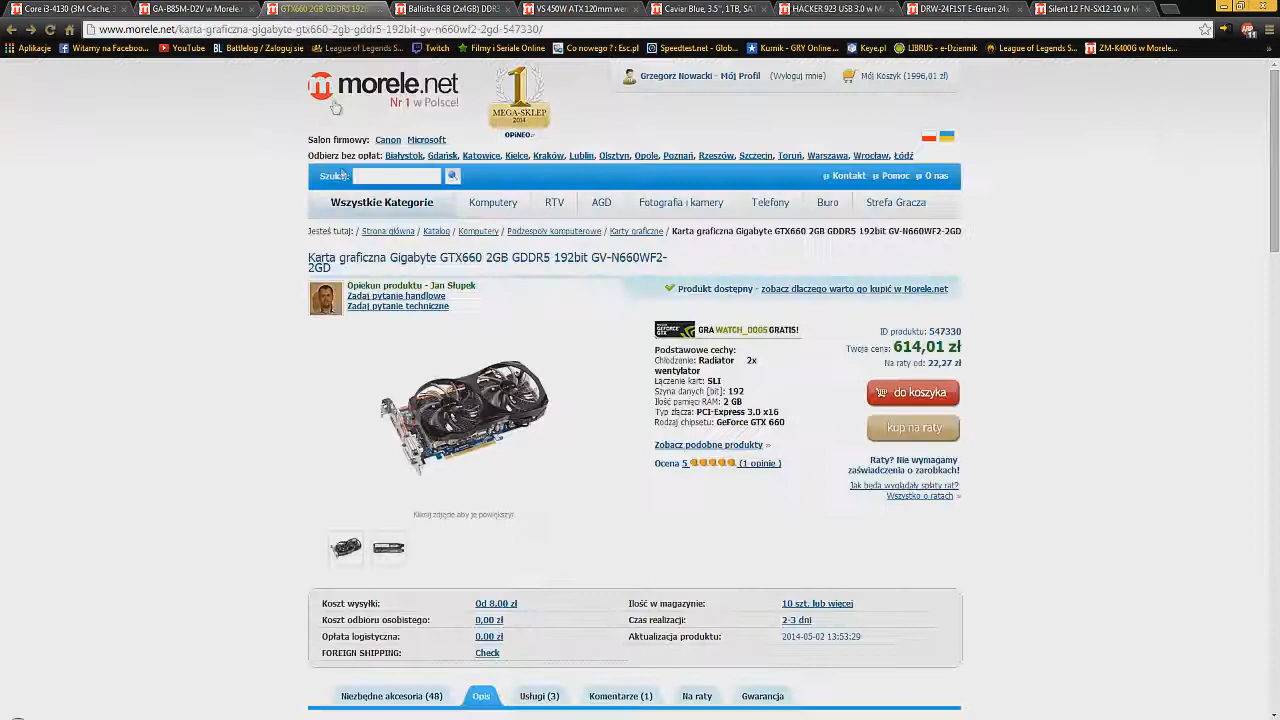 Core i3-4130 (3M Cache, 3
GA-B85M-D2V w Morele.n
GTX660 2GB GDDR5 192b
Ballistix 8GB (2x4GB) DDR
VS 450W ATX 120mm we
Caviar Blue, 3.5'', 1TB, SAT
HACKER 923 USB 3.0 w M
DRW-24F1ST E-Green 24x
Silent 12 FN-SX12-10 w M
www.morele.net/karta-graficzna-gigabyte-gtx660-2gb-gddr5-192bit-gv-n660wf2-2gd-547330/
Aplikacje Witamy na Faceboo... YouTube Battlelog / Zaloguj się League of Legends S... Twitch Filmy i Seriale Online Co nowego ? : Esc.pl Speedtest.net - Glob... Kurnik - GRY Online ... Keye.pl LIBRUS - e-Dziennik League of Legends S... ZM-K400G w Morele...
morele.net
Nr 1 w Polsce!
1
MEGA-SKLEP
2014
OPINEO
Grzegorz Nowacki - Mój Profil (Wyloguj mnie) Mój Koszyk (1996,01 zł)
Salon firmowy: Canon Microsoft
Odbierz bez opłat: Białystok, Gdańsk, Katowice, Kielce, Kraków, Lublin, Olsztyn, Opole, Poznań, Rzeszów, Szczecin, Toruń, Warszawa, Wrocław, Łódź
Szukaj: Kontakt Pomoc O nas
Wszystkie Kategorie Komputery RTV AGD Fotografia i kamery Telefony Biuro Strefa Gracza
Jesteś tutaj: / Strona główna / Katalog / Komputery / Podzespoły komputerowe / Karty graficzne / Karta graficzna Gigabyte GTX660 2GB GDDR5 192bit GV-N660WF2-2GD
Karta graficzna Gigabyte GTX660 2GB GDDR5 192bit GV-N660WF2-
2GD
Opiekun produktu - Jan Słupek
Zadaj pytanie handlowe
Zadaj pytanie techniczne
Produkt dostępny - zobacz dlaczego warto go kupić w Morele.net
GRA WATCH_DOGS GRATIS!
Podstawowe cechy:
Chłodzenie: Radiator 2x
wentylator
Łączenie kart: SLI
Szyna danych [bit]: 192
Ilość pamięci RAM: 2 GB
Typ złącza: PCI-Express 3.0 x16
Rodzaj chipsetu: GeForce GTX 660
Zobacz podobne produkty »
Ocena 5 (1 opinie )
ID produktu: 547330
Twoja cena: 614,01 zł
Na raty od: 22,27 zł
do koszyka
kup na raty
Raty? Nie wymagamy
zaświadczenia o zarobkach!
Jak będą wyglądały spłaty rat?
Wszystko o ratach »
Kliknij zdjęcie aby je powiększyć!
Koszt wysyłki: Od 8.00 zł Ilość w magazynie: 10 szt. lub więcej
Koszt odbioru osobistego: 0,00 zł Czas realizacji: 2-3 dni
Opłata logistyczna: 0.00 zł Aktualizacja produktu: 2014-05-02 13:53:29
FOREIGN SHIPPING: Check
Niezbędne akcesoria (48) Opis Usługi (3) Komentarze (1) Na raty Gwarancja